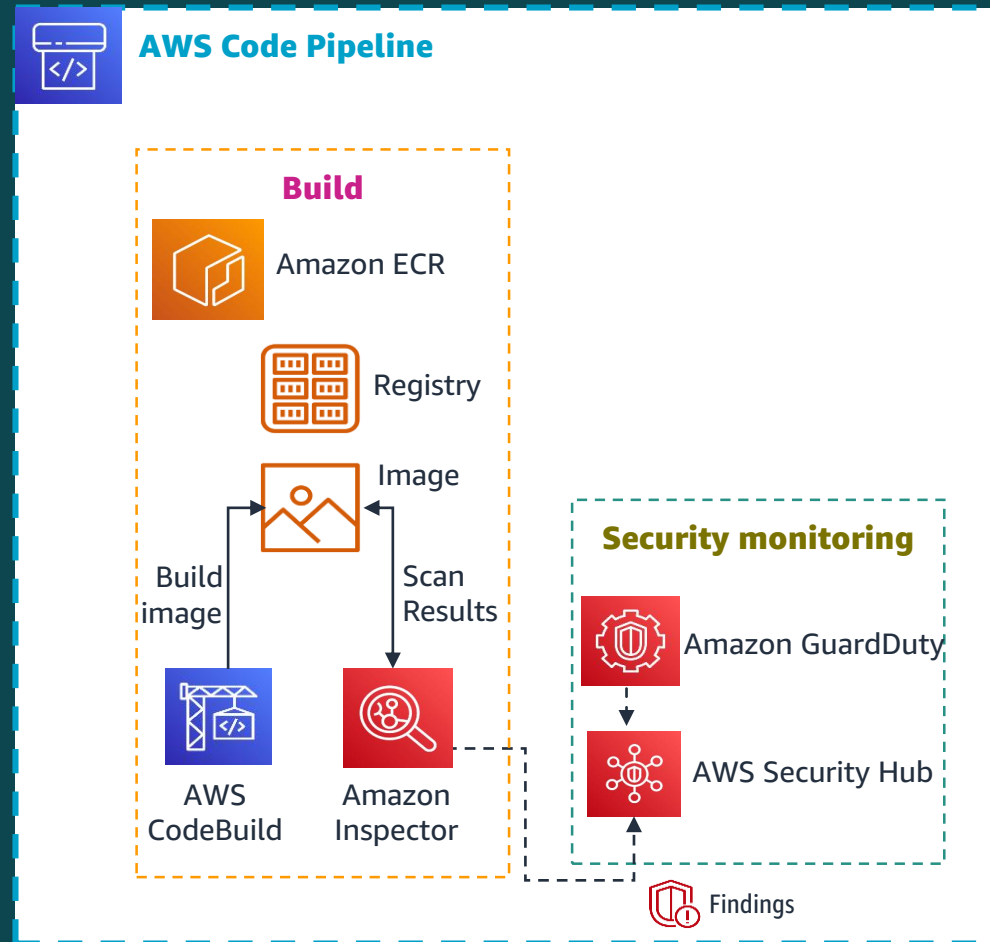 AWS Code Pipeline
Build
Amazon ECR
Registry
Image
Build
image
Scan
Results
AWS
CodeBuild
Amazon
Inspector
Security monitoring
Amazon GuardDuty
AWS Security Hub
Findings